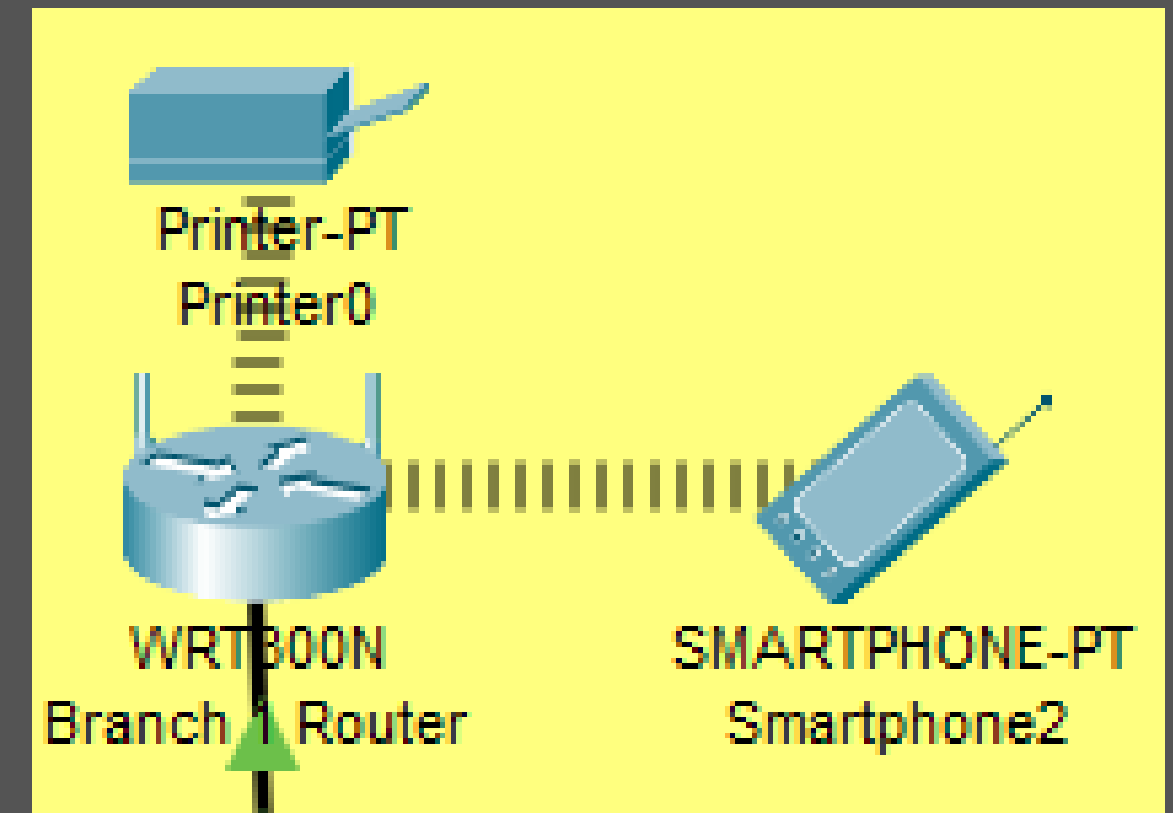 Printer-PT
Printer0
WRT300N
Branch Router
SMARTPHONE-PT
Smartphone2